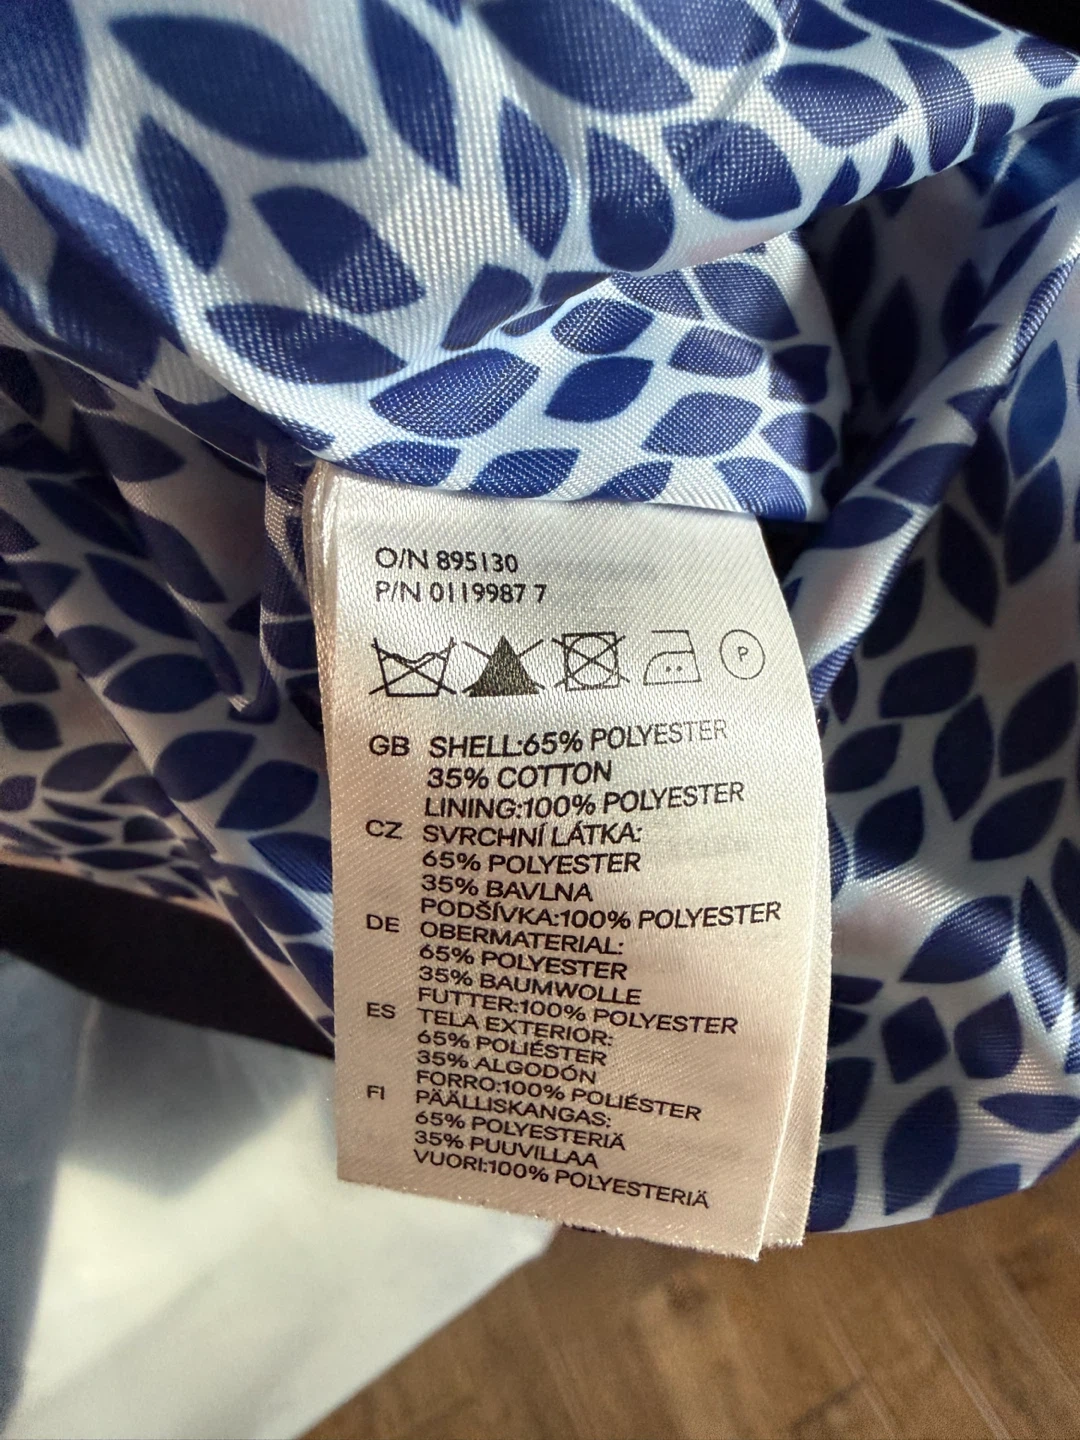 O/N 895130
P/N 0119987 7
P
GB SHELL:65% POLYESTER
35% COTTON
LINING:100% POLYESTER
CZ SVRCHNÍ LÁTKA:
65% POLYESTER
35% BAVLNA
PODŠÍVKA:100% POLYESTER
DE OBERMATERIAL:
65% POLYESTER
35% BAUMWOLLE
FUTTER:100% POLYESTER
ES TELA EXTERIOR:
65% POLIÉSTER
35% ALGODÓN
FORRO:100% POLIÉSTER
FI PÄÄLLISKANGAS:
65% POLYESTERIÄ
35% PUUVILLAA
VUORI:100% POLYESTERIÄ